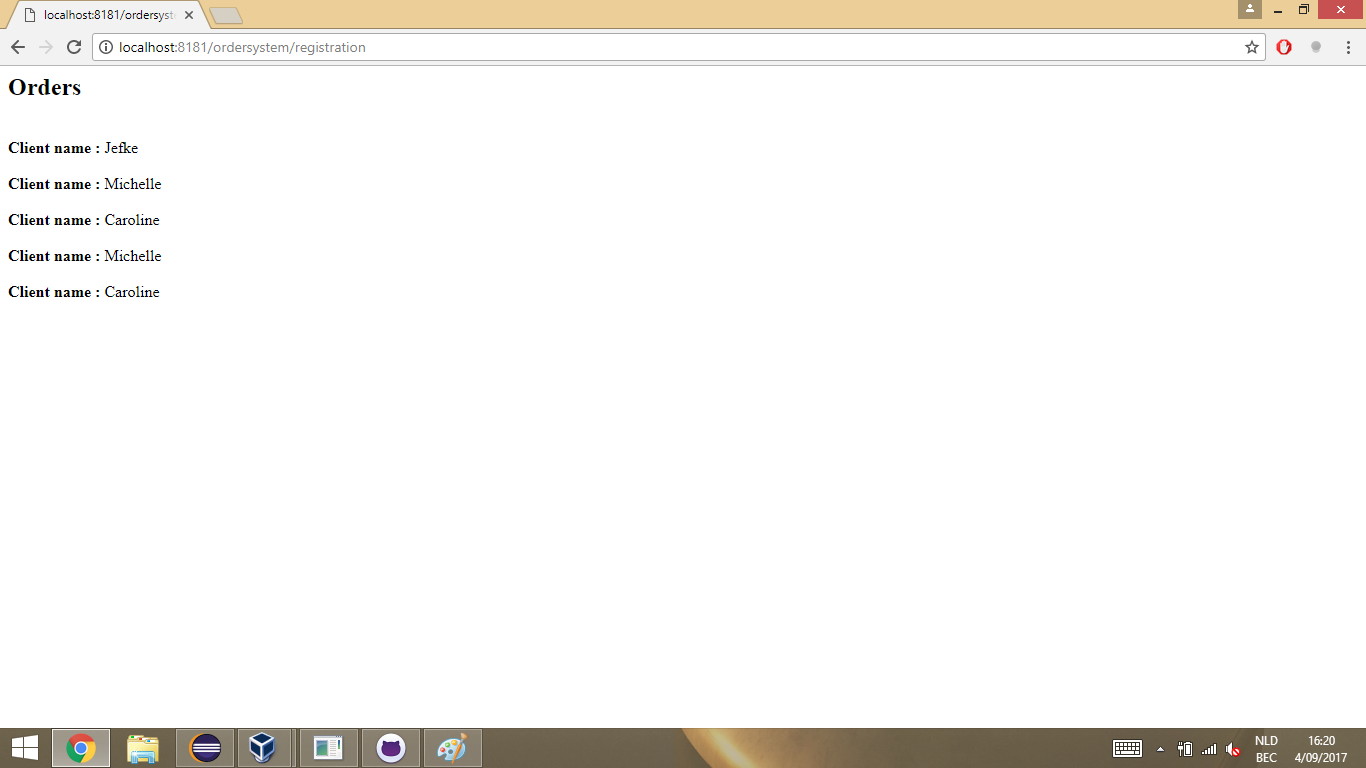 localhost:8181/ordersyst
localhost:8181/ordersystem/registration
Orders
Client name : Jefke
Client name : Michelle
Client name : Caroline
Client name : Michelle
Client name : Caroline
NLD
BEC
16:20
4/09/2017